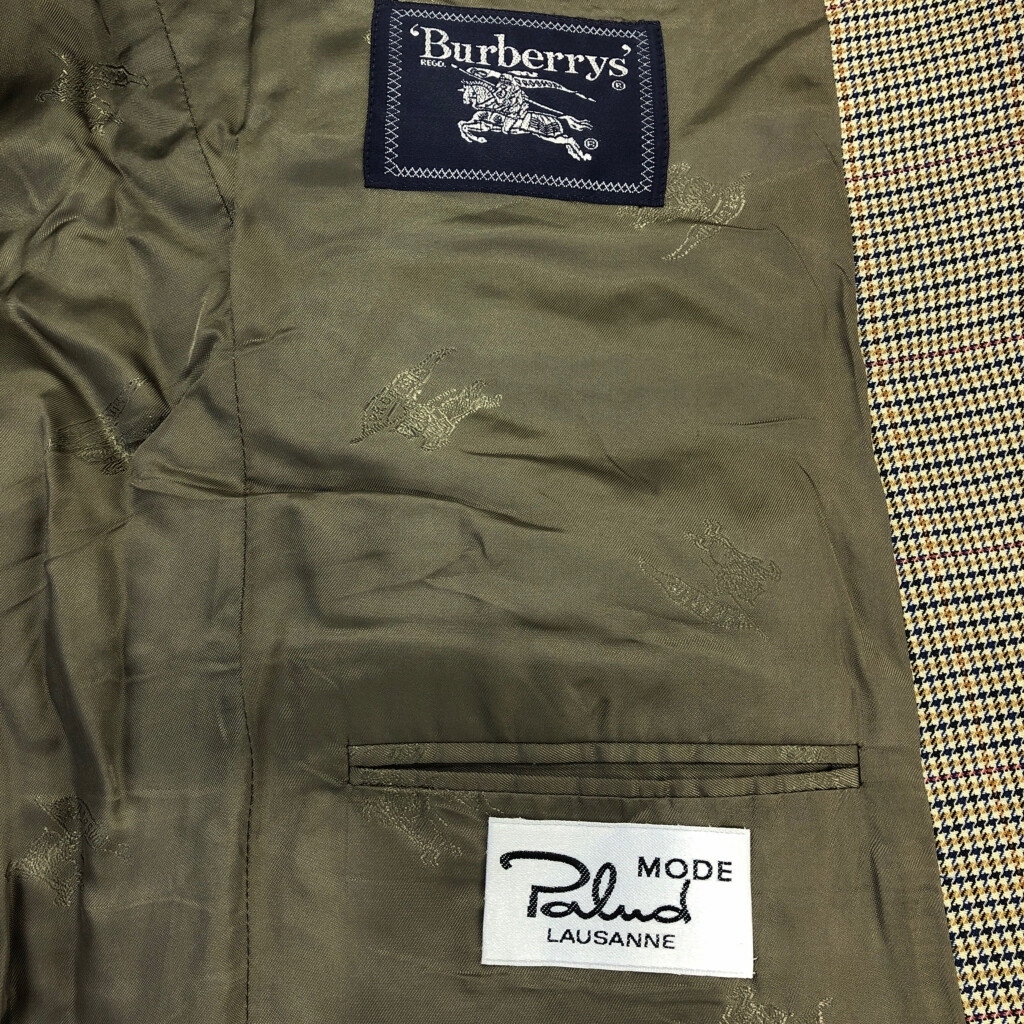 'Burberrys'
REGD. ®
®
MODE
Palud
LAUSANNE